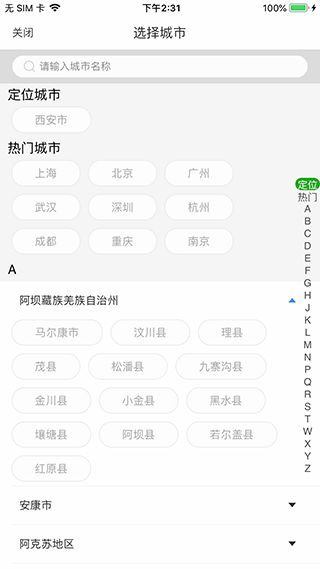 无 SIM 卡 下午2:31 100%
关闭 选择城市
请输入城市名称
定位城市
西安市
热门城市
上海 北京 广州
武汉 深圳 杭州
成都 重庆 南京
A
阿坝藏族羌族自治州
马尔康市 汶川县 理县
茂县 松潘县 九寨沟县
金川县 小金县 黑水县
壤塘县 阿坝县 若尔盖县
红原县
安康市
阿克苏地区
定位
热门
A
B
C
D
E
F
G
H
J
K
L
M
N
P
Q
R
S
T
W
X
Y
Z